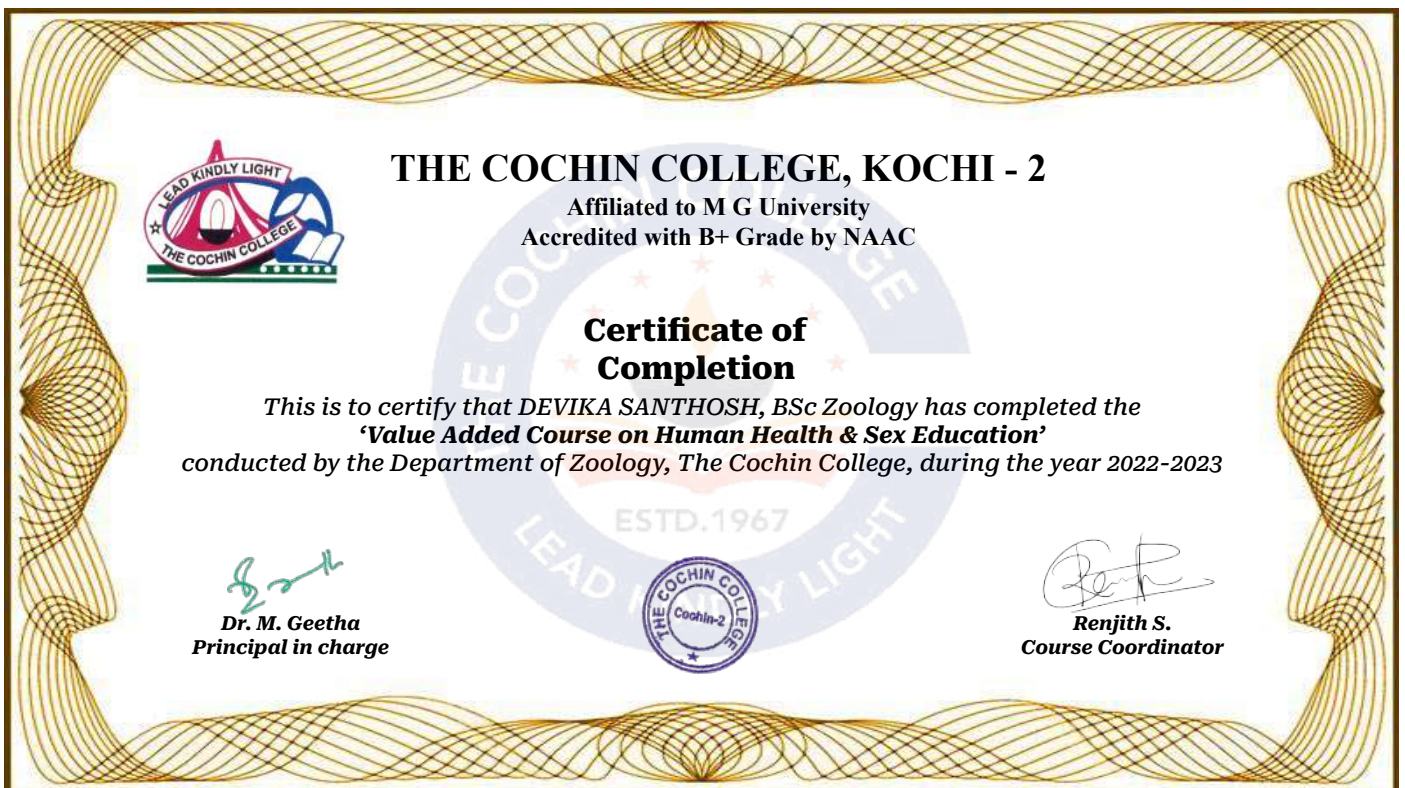 LEAD KINDLY LIGHT
THE COCHIN COLLEGE
THE COCHIN COLLEGE, KOCHI - 2
Affiliated to M G University
Accredited with B+ Grade by NAAC
THE COCHIN COLLEGE
Certificate of
Completion
This is to certify that DEVIKA SANTHOSH, BSc Zoology has completed the
‘Value Added Course on Human Health & Sex Education’
conducted by the Department of Zoology, The Cochin College, during the year 2022-2023
ESTD.1967
LEAD KINDLY LIGHT
THE COCHIN COLLEGE
Cochin-2
Dr. M. Geetha
Principal in charge
Renjith S.
Course Coordinator